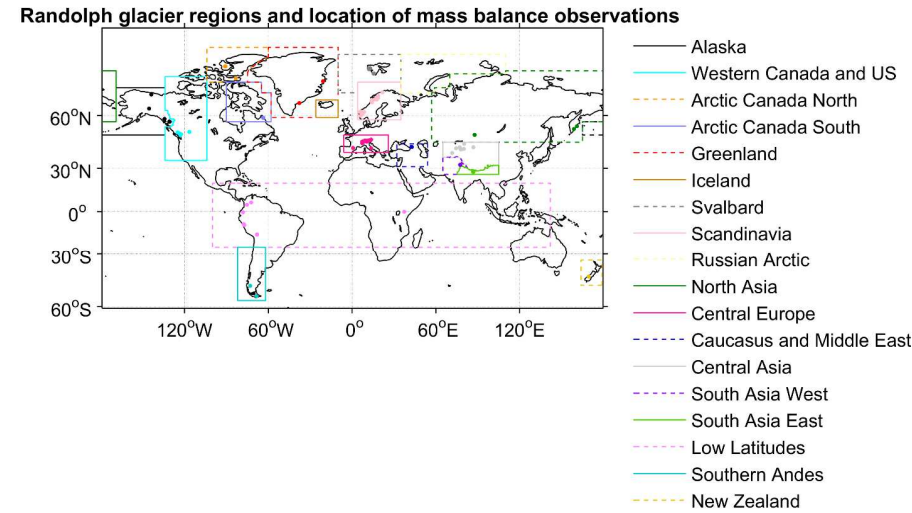 Randolph glacier regions and location of mass balance observations
60°N
30°N
0°
30°S
60°S
120°W
60°W
0°
60°E
120°E
Alaska
Western Canada and US
Arctic Canada North
Arctic Canada South
Greenland
Iceland
Svalbard
Scandinavia
Russian Arctic
North Asia
Central Europe
Caucasus and Middle East
Central Asia
South Asia West
South Asia East
Low Latitudes
Southern Andes
New Zealand